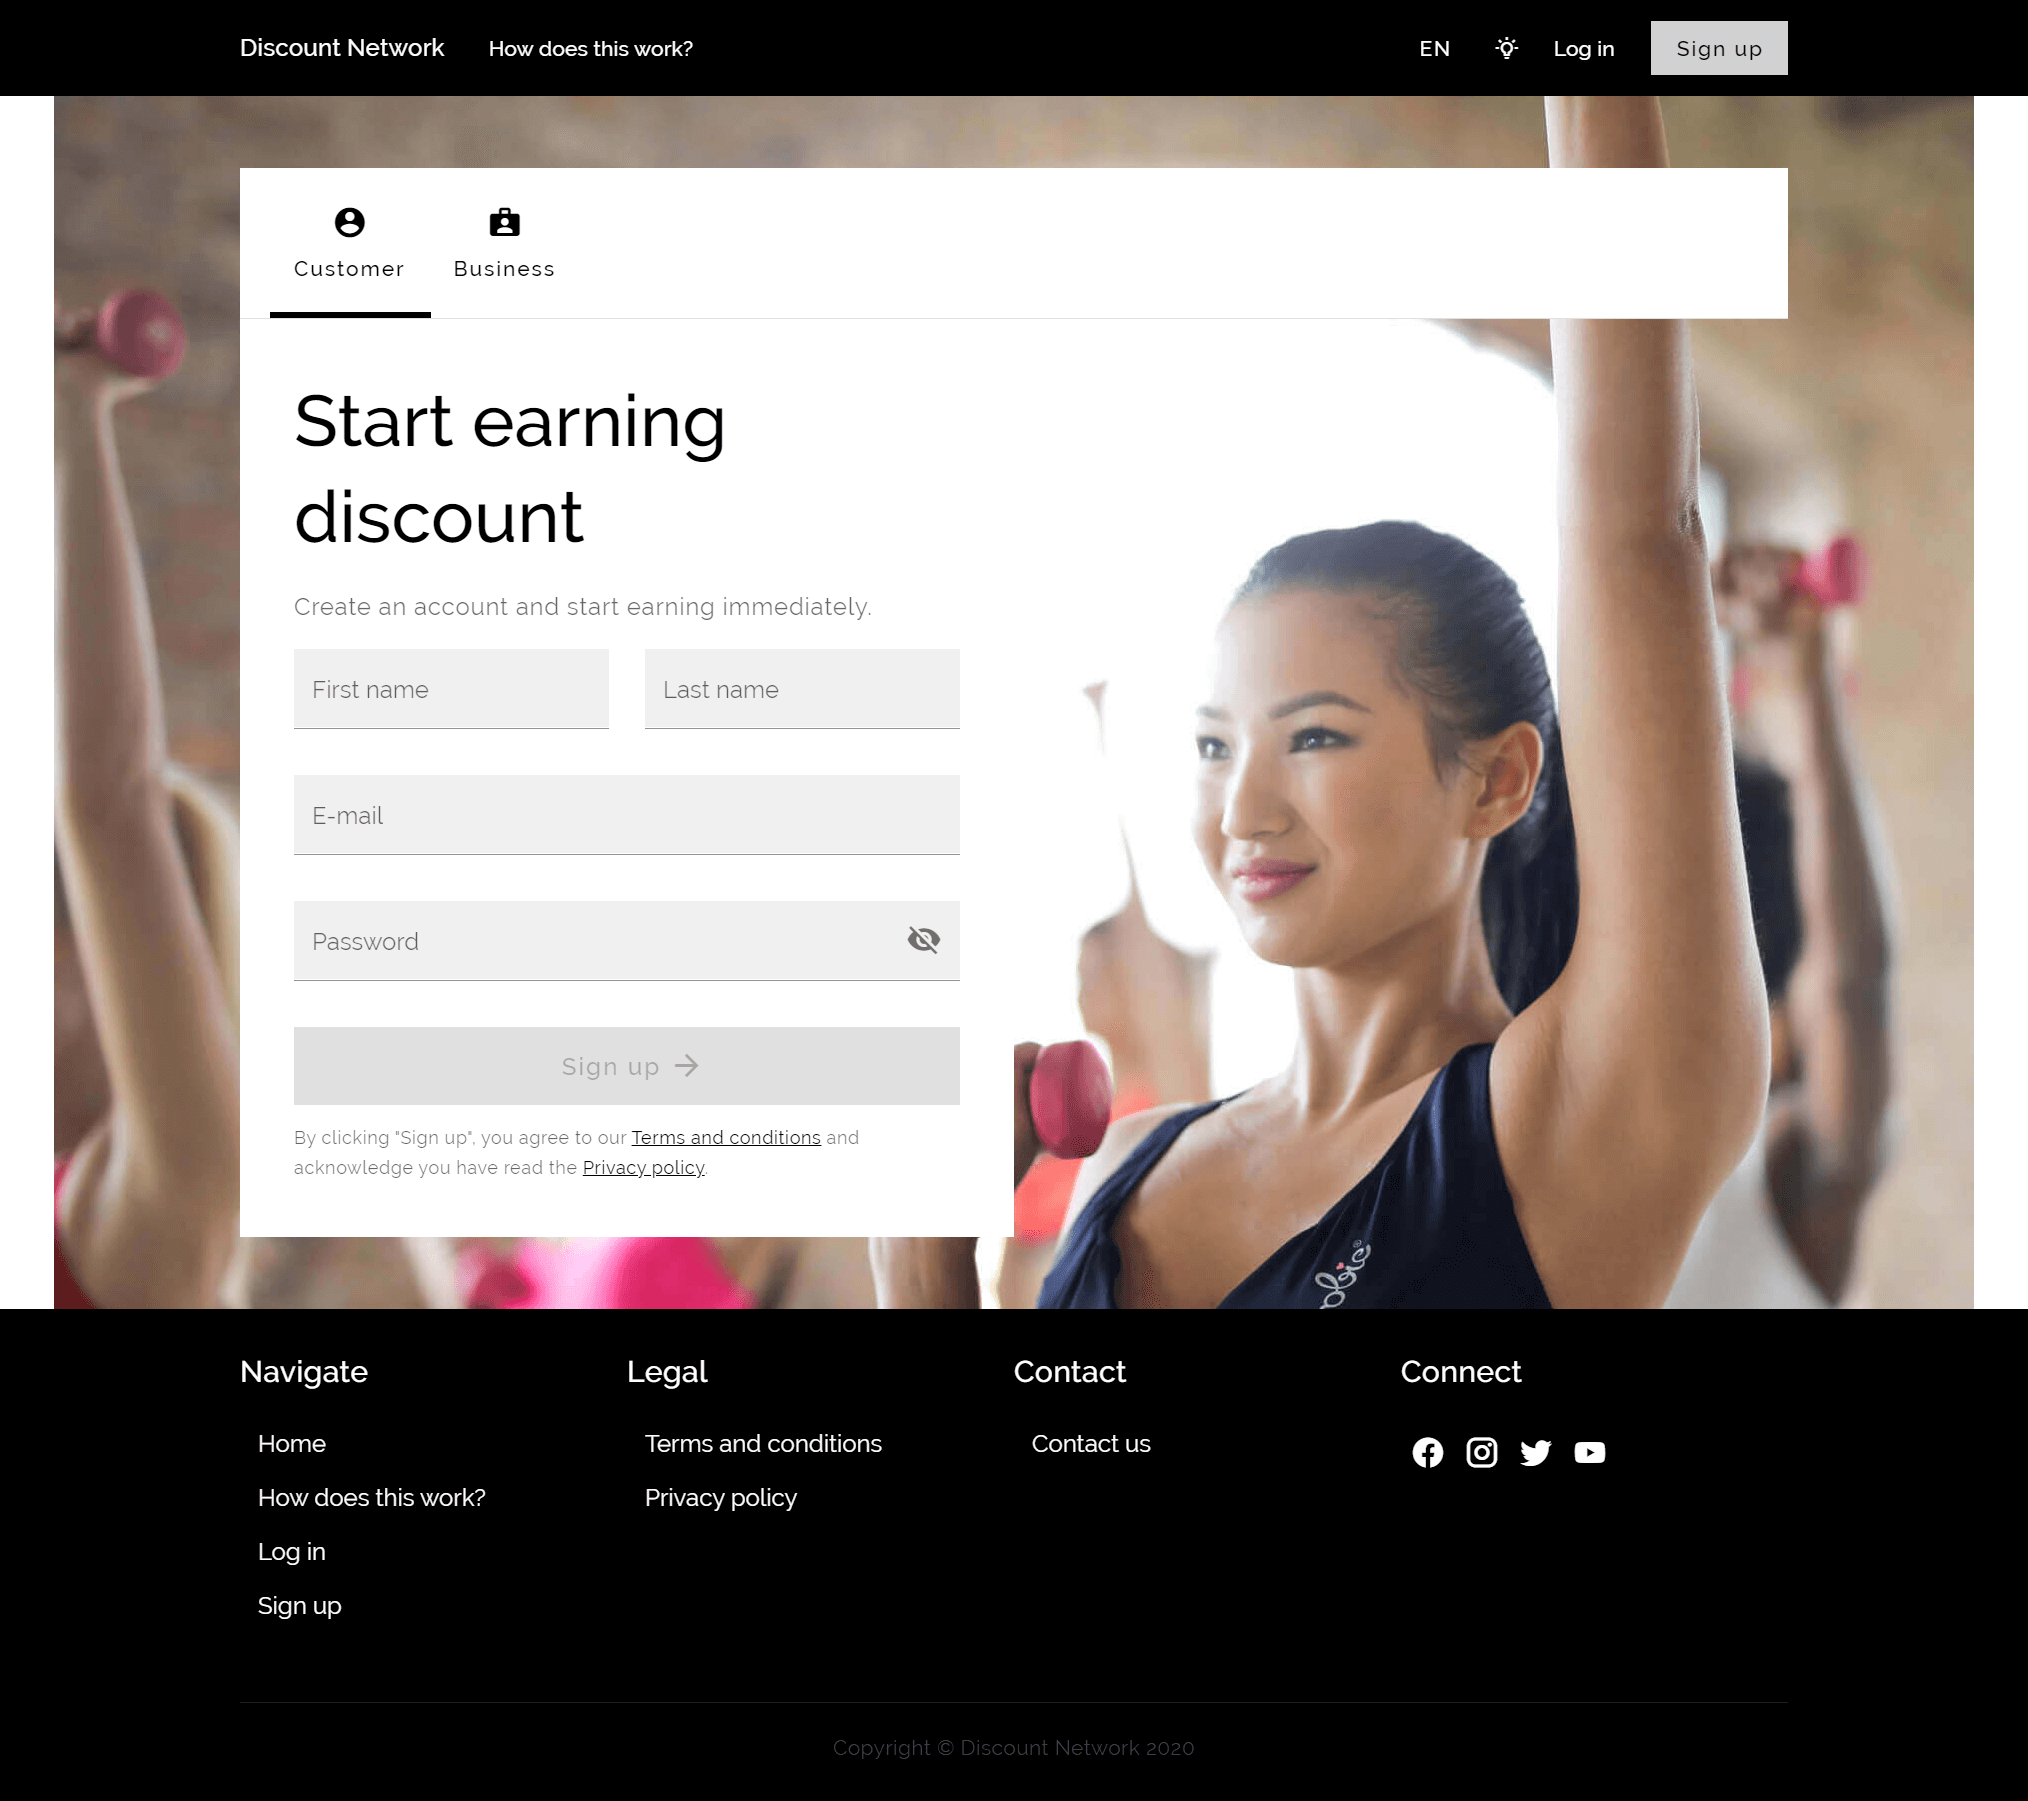 Discount Network
How does this work?
EN
Log in
Sign up
Customer
Business
Start earning
discount
Create an account and start earning immediately.
First name
Last name
E-mail
Password
Sign up
By clicking "Sign up", you agree to our Terms and conditions and
acknowledge you have read the Privacy policy.
Navigate
Home
How does this work?
Log in
Sign up
Legal
Terms and conditions
Privacy policy
Contact
Contact us
Connect
Copyright © Discount Network 2020